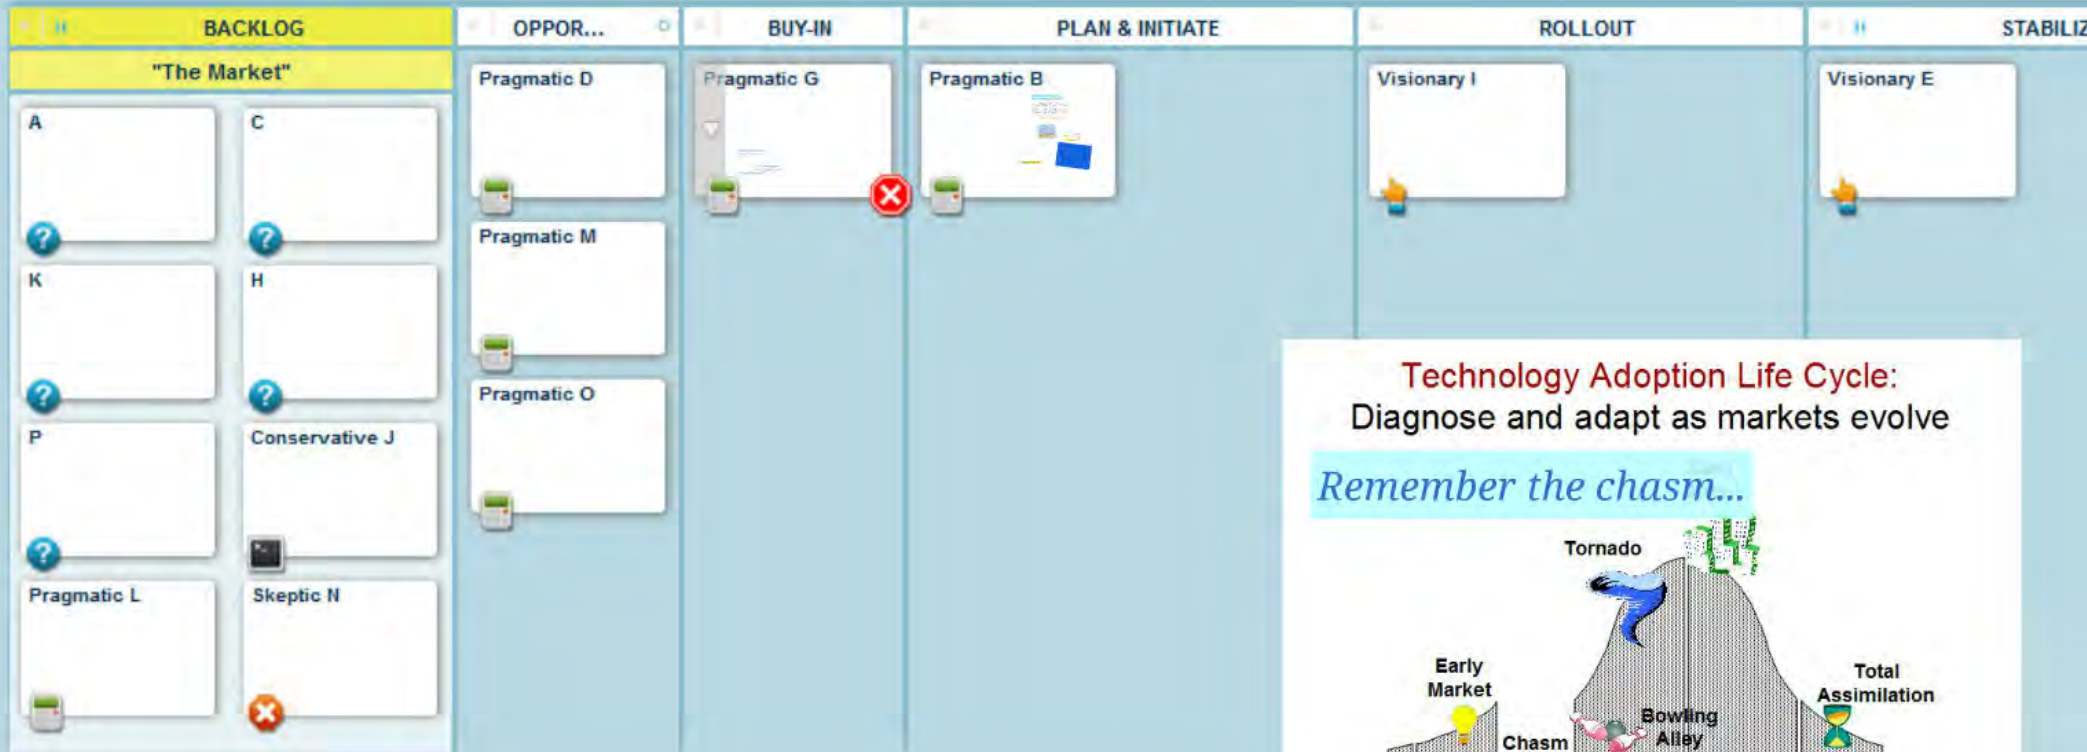 BACKLOG
OPPOR...
BUY-IN
PLAN & INITIATE
ROLLOUT
STABILIZ
"The Market"
A
C
K
H
P
Conservative J
Pragmatic L
Skeptic N
Pragmatic D
Pragmatic M
Pragmatic O
Pragmatic G
Pragmatic B
Visionary I
Visionary E
Technology Adoption Life Cycle:
Diagnose and adapt as markets evolve
Remember the chasm...
Tornado
Early
Market
Chasm
Bowling
Alley
Total
Assimilation